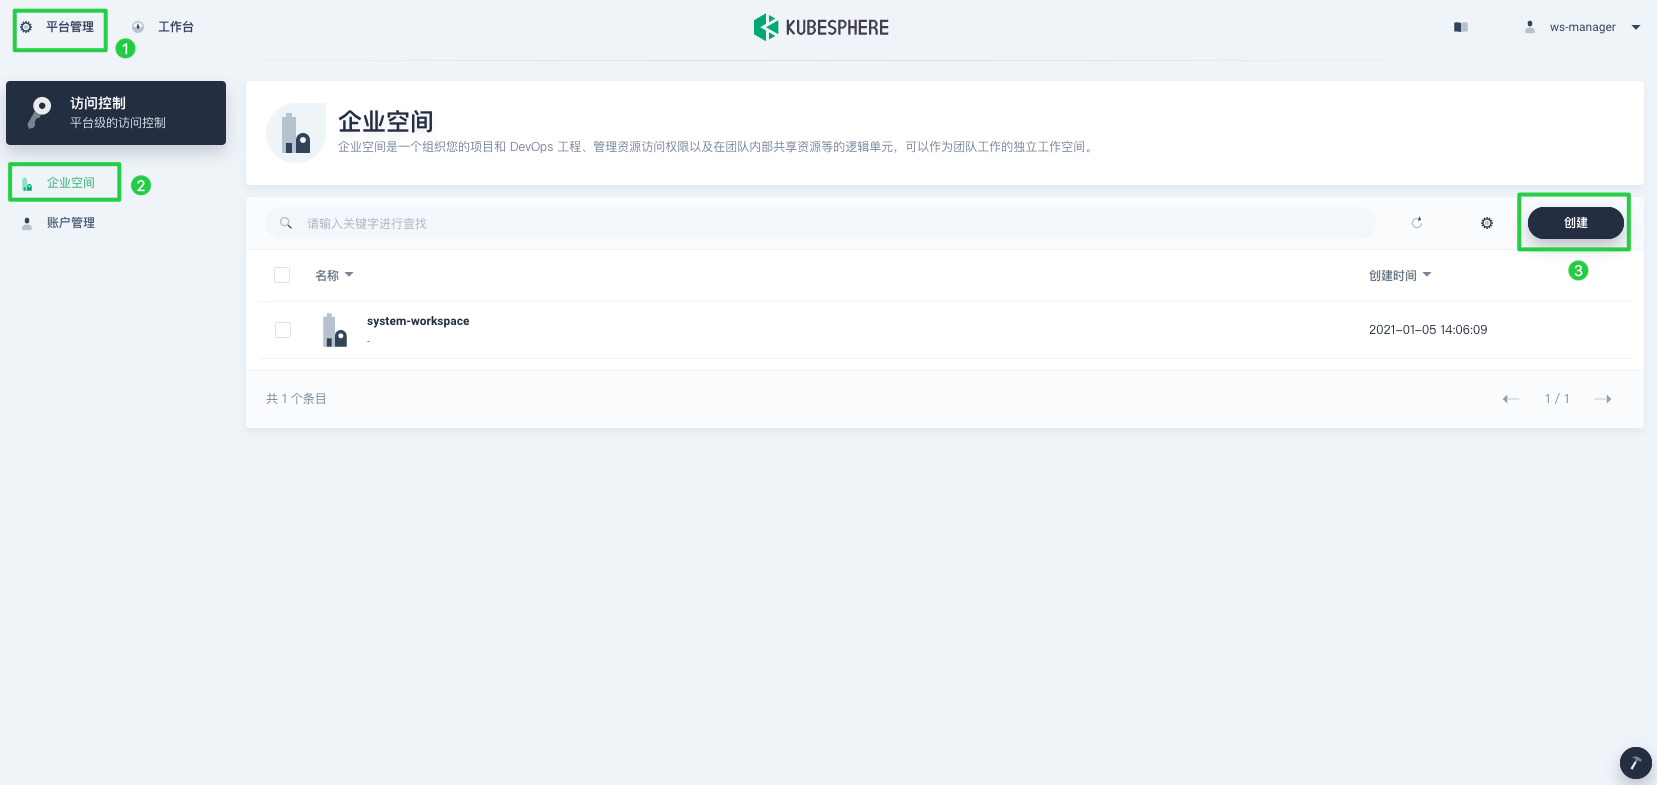 平台管理
工作台
KUBESPHERE
ws-manager
1
访问控制
平台级的访问控制
企业空间
企业空间是一个组织您的项目和 DevOps 工程、管理资源访问权限以及在团队内部共享资源等的逻辑单元，可以作为团队工作的独立工作空间。
企业空间
2
账户管理
请输入关键字进行查找
创建
3
名称
创建时间
system-workspace
-
2021-01-05 14:06:09
共 1 个条目
1 / 1